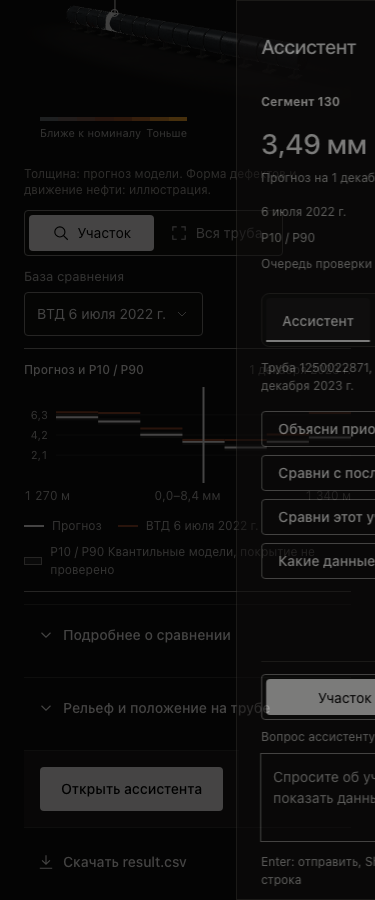 Ближе к номиналу Тоньше
Толщина: прогноз модели. Форма
движение нефти: иллюстрация.
Участок
Вся труба
База сравнения
ВТД 6 июля 2022 г.
Прогноз и P10 / P90
6,3
4,2
2,1
1 270 м
0,0–8,4 мм
1 340 м
Прогноз
ВТД 6 июля 2022 г.
P10 / P90 Квантильные модели, покрытие не
проверено
Подробнее о сравнении
Рельеф и положение на трубе
Открыть ассистента
Скачать result.csv
Ассистент
Сегмент 130
3,49 мм
Прогноз на 1 декаб
6 июля 2022 г.
P10 / P90
Очередь проверки
Ассистент
Труба 1250022871,
декабря 2023 г.
Объясни прио
Сравни с посл
Сравни этот у
Какие данные
Участок
Вопрос ассистенту
Спросите об уч
показать данны
Enter: отправить, Sh
строка